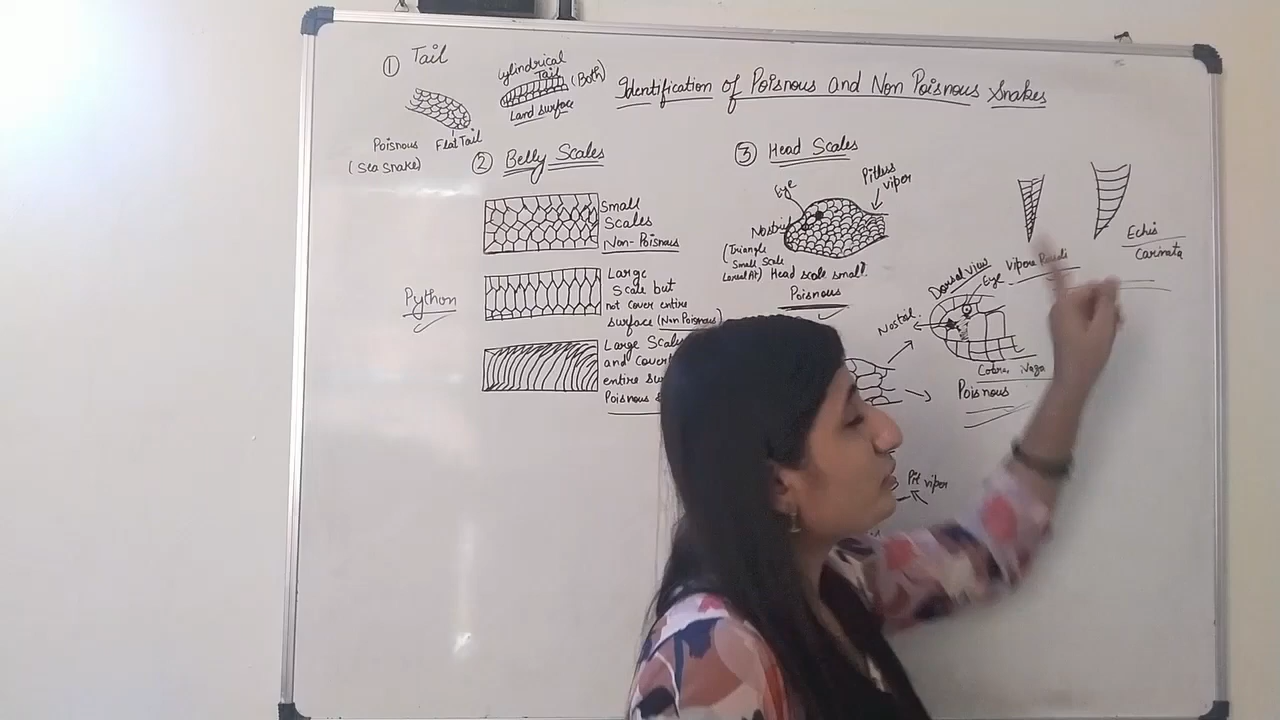 ① Tail
Cylindrical
Tail (Both)
Land surface
Identification of Poisnous And Non Poisnous Snakes
Poisnous Flat Tail
(Sea Snake)
② Belly Scales
Small
Scales
Non-Poisnous
Python
Large
Scale but
not cover entire
surface (Non Poisnous)
Large Scale
and cover
entire su
Poisnous
③ Head Scales
Pitless
viper
Eye
Nostril
(Triangle
Small Scale
Head scale small
Poisnous
Echis
Carinata
Dorsal view
Eye
Nostril
Cobra, Naga
Poisnous
Pit viper